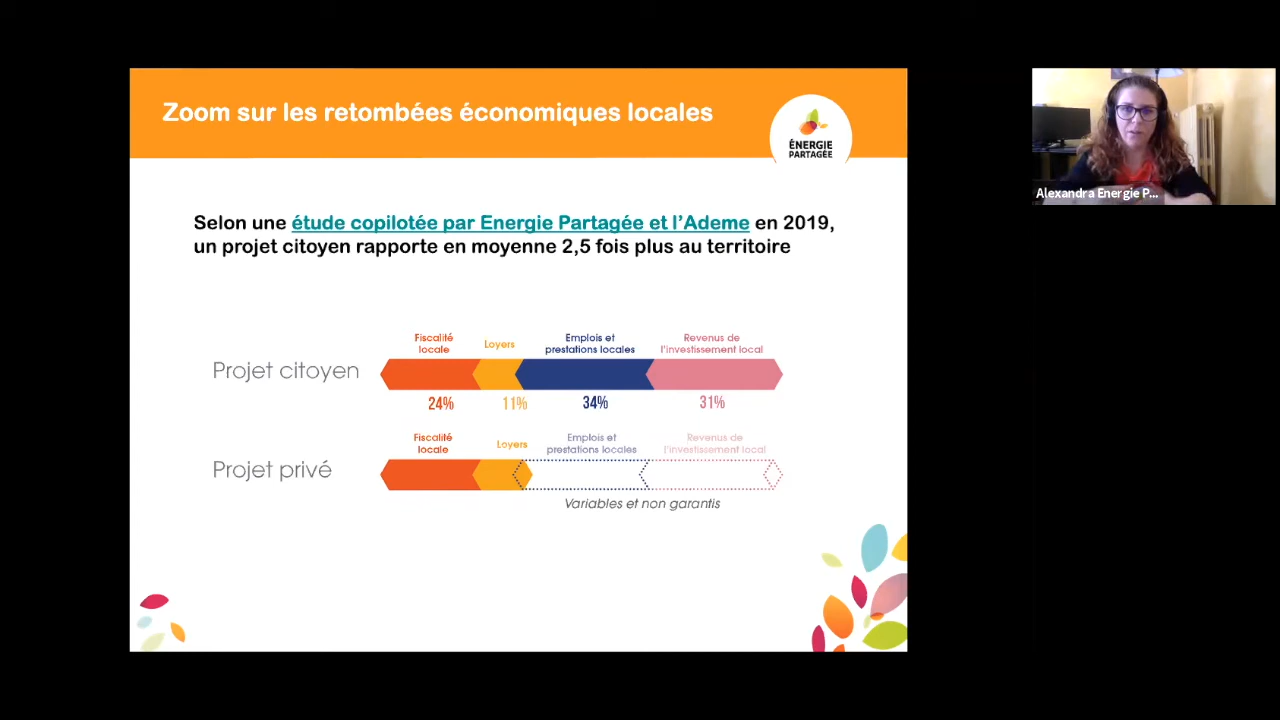 Zoom sur les retombées économiques locales
ÉNERGIE
PARTAGÉE
Alexandra Energie P...
Selon une étude copilotée par Energie Partagée et l'Ademe en 2019,
un projet citoyen rapporte en moyenne 2,5 fois plus au territoire
Projet citoyen
Fiscalité
locale
Loyers
Emplois et
prestations locales
Revenus de
l'investissement local
24%
11%
34%
31%
Projet privé
Fiscalité
locale
Loyers
Emplois et
prestations locales
Revenus de
l'investissement local
Variables et non garantis